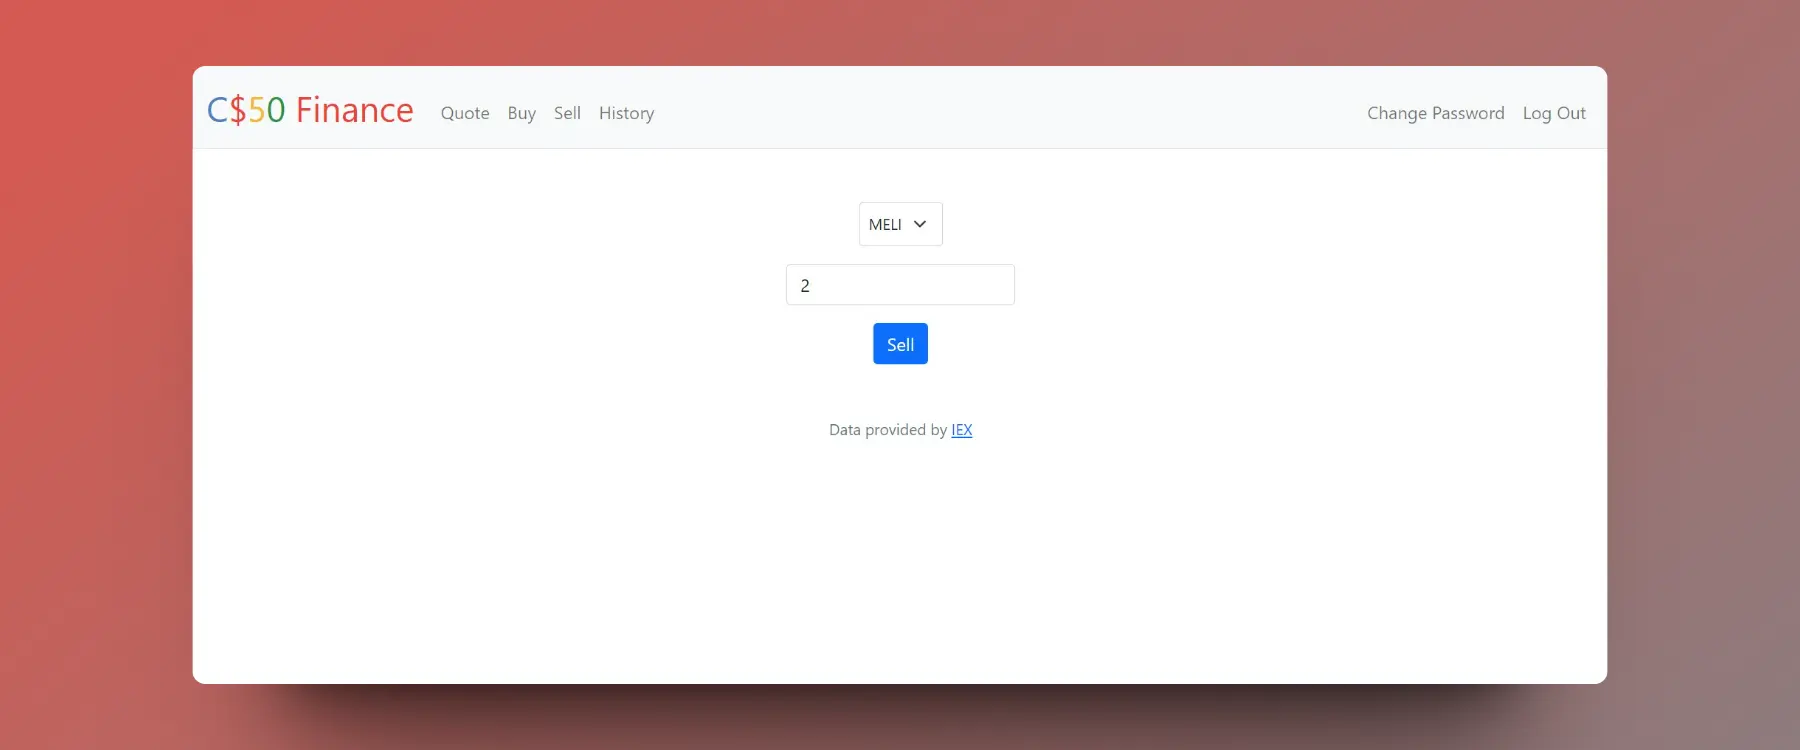 C$50 Finance Quote Buy Sell History Change Password Log Out
MELI
2
Sell
Data provided by IEX